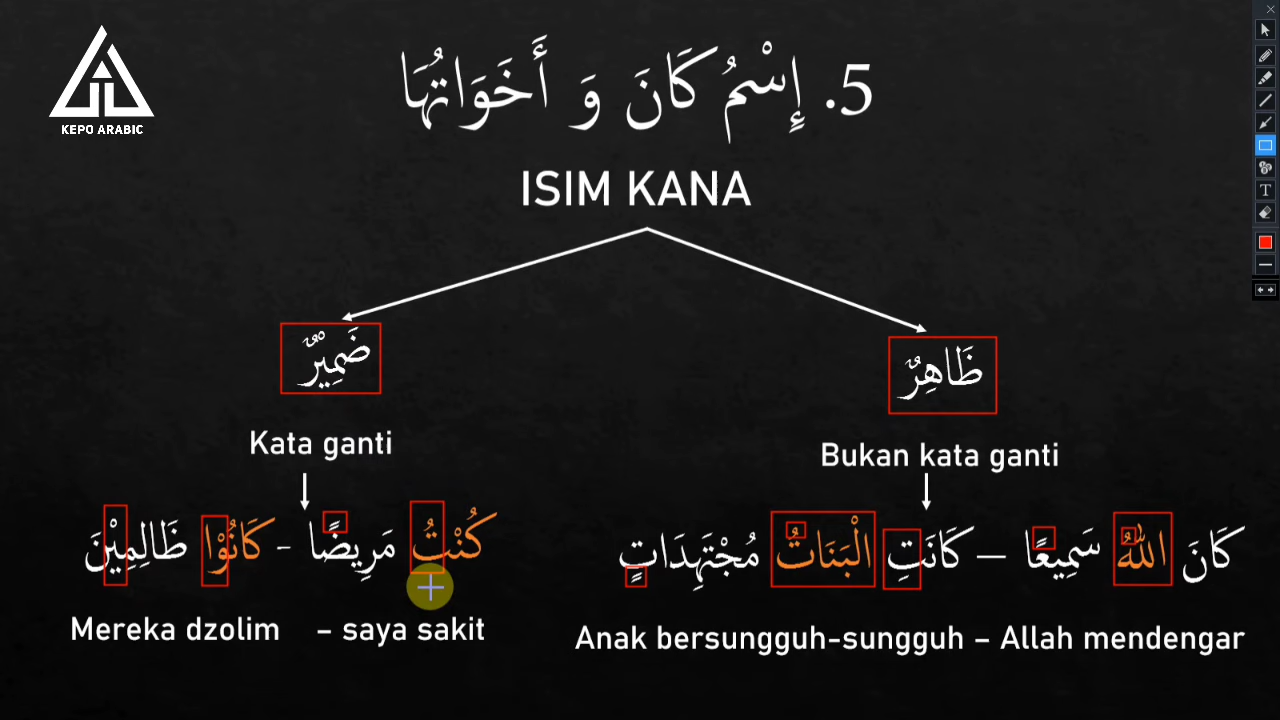 KEPO ARABIC
5. إِسْمُ كَانَ وَ أَخَوَاتُهَا
ISIM KANA
ضَمِيْرٌ
ظَاهِرٌ
Kata ganti
Bukan kata ganti
كُنْتُ مَرِيضًا - كَانُوْا ظَالِمِيْنَ
كَانَ اللهُ سَمِيعًا – كَانَتِ الْبَنَاتُ مُجْتَهِدَاتٍ
Mereka dzolim – saya sakit
Anak bersungguh-sungguh – Allah mendengar